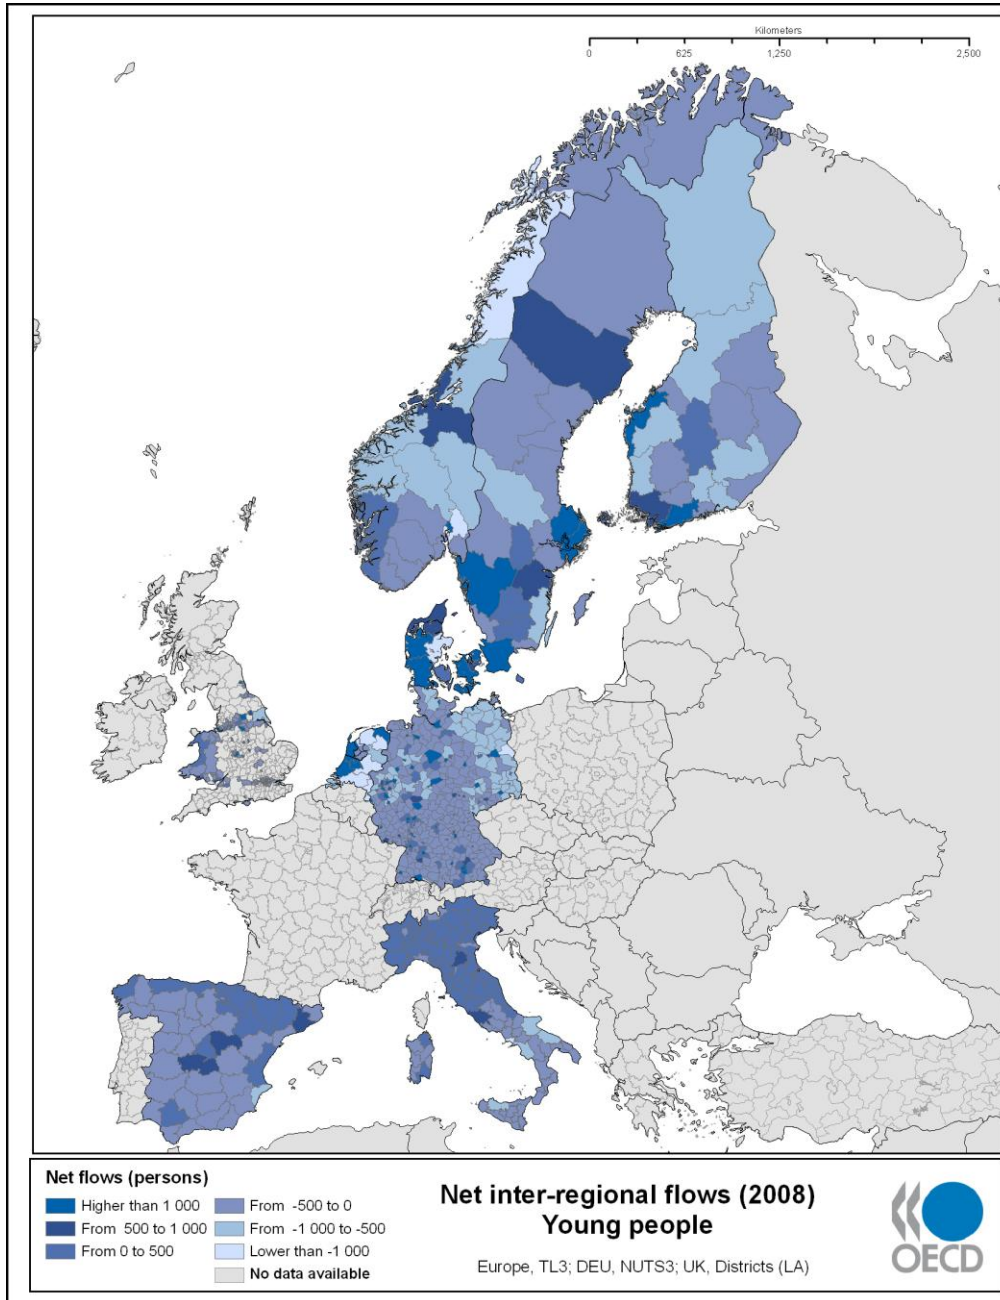 Kilometers
0 625 1,250 2,500
Net flows (persons)
Higher than 1 000
From 500 to 1 000
From 0 to 500
From -500 to 0
From -1 000 to -500
Lower than -1 000
No data available
Net inter-regional flows (2008)
Young people
Europe, TL3; DEU, NUTS3; UK, Districts (LA)
OECD